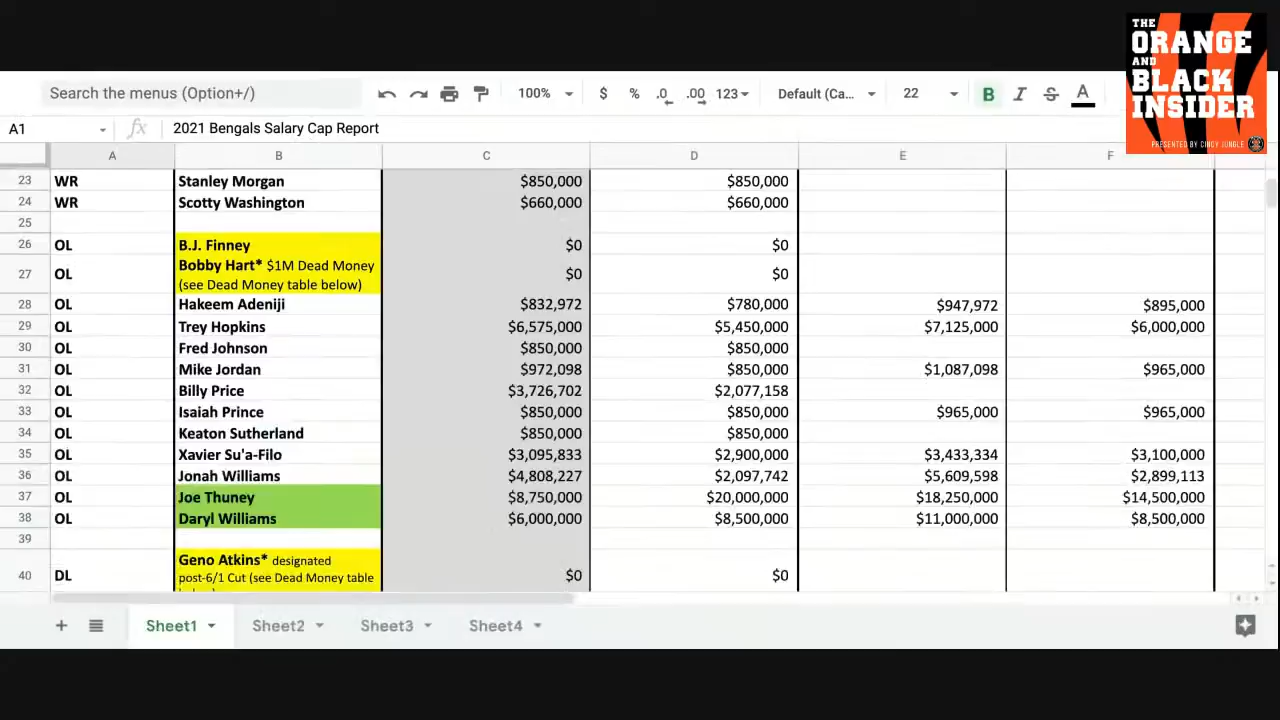 THE
ORANGE
AND
BLACK
INSIDER
PRESENTED BY CINCY JUNGLE
Search the menus (Option+/) 100% $ % .0 .00 123 Default (Ca... 22 B I S A
A1 fx 2021 Bengals Salary Cap Report
A B C D E F
23 WR Stanley Morgan $850,000 $850,000
24 WR Scotty Washington $660,000 $660,000
25
26 OL B.J. Finney $0 $0
27 OL Bobby Hart* $1M Dead Money $0 $0
(see Dead Money table below)
28 OL Hakeem Adeniji $832,972 $780,000 $947,972 $895,000
29 OL Trey Hopkins $6,575,000 $5,450,000 $7,125,000 $6,000,000
30 OL Fred Johnson $850,000 $850,000
31 OL Mike Jordan $972,098 $850,000 $1,087,098 $965,000
32 OL Billy Price $3,726,702 $2,077,158
33 OL Isaiah Prince $850,000 $850,000 $965,000 $965,000
34 OL Keaton Sutherland $850,000 $850,000
35 OL Xavier Su'a-Filo $3,095,833 $2,900,000 $3,433,334 $3,100,000
36 OL Jonah Williams $4,808,227 $2,097,742 $5,609,598 $2,899,113
37 OL Joe Thuney $8,750,000 $20,000,000 $18,250,000 $14,500,000
38 OL Daryl Williams $6,000,000 $8,500,000 $11,000,000 $8,500,000
39
Geno Atkins* designated
40 DL post-6/1 Cut (see Dead Money table $0 $0
+ Sheet1 Sheet2 Sheet3 Sheet4